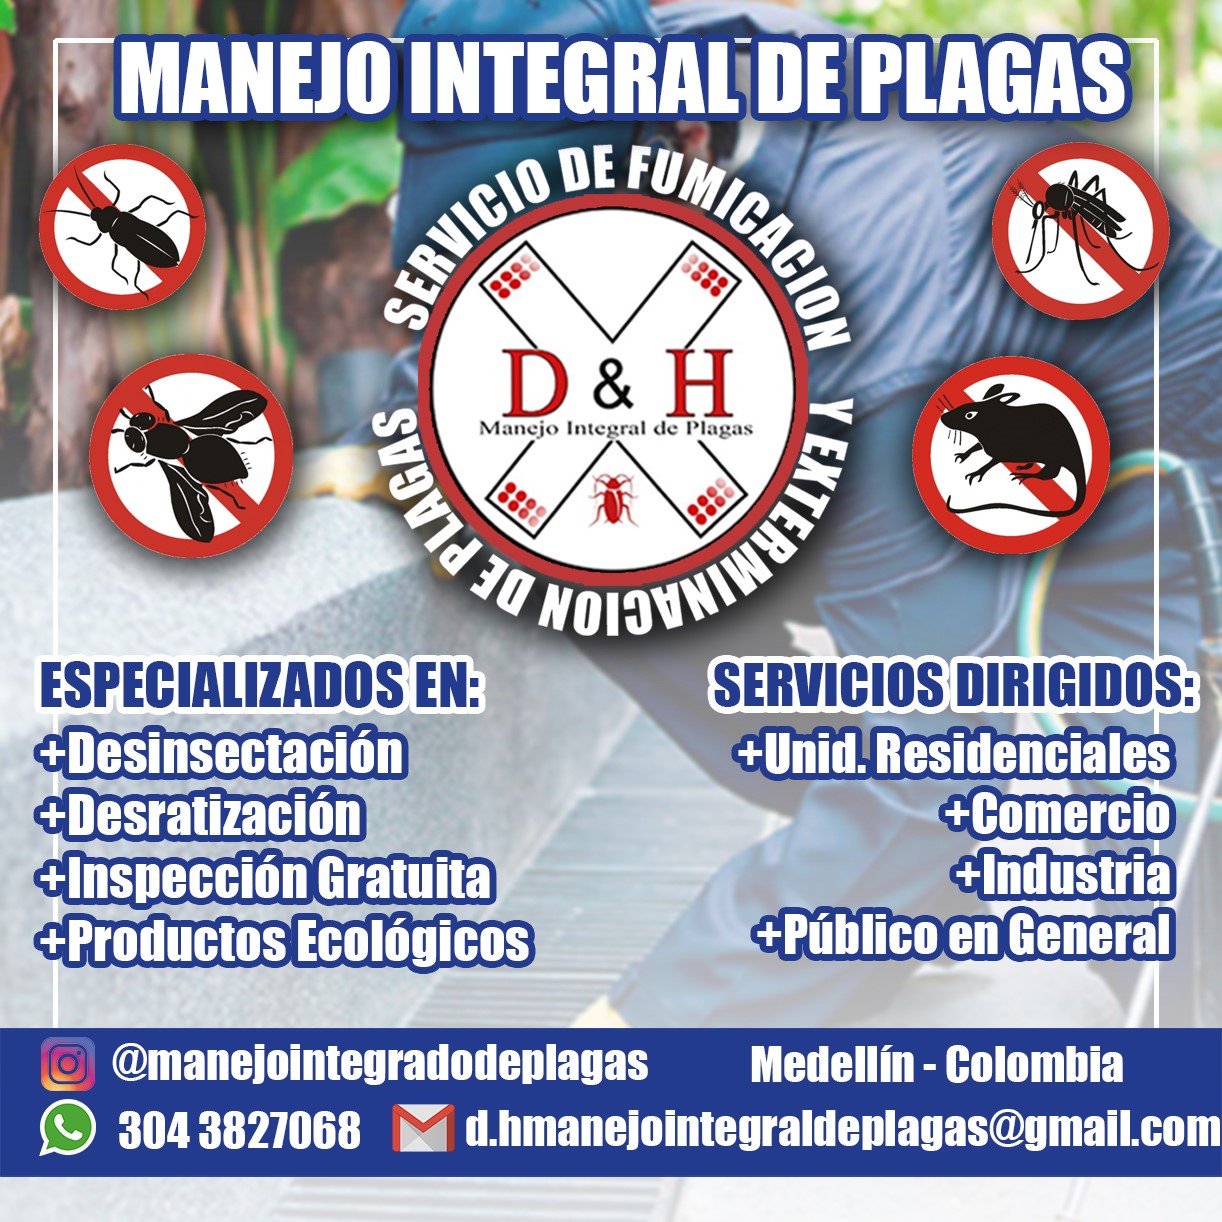 MANEJO INTEGRAL DE PLAGAS
SERVICIO DE FUMICACION Y EXTERMINACION DE PLAGAS
D & H
Manejo Integral de Plagas
ESPECIALIZADOS EN:
+Desinsectación
+Desratización
+Inspección Gratuita
+Productos Ecológicos
SERVICIOS DIRIGIDOS:
+Unid. Residenciales
+Comercio
+Industria
+Público en General
@manejointegradodeplagas
Medellín - Colombia
304 3827068
d.hmanejointegraldeplagas@gmail.com